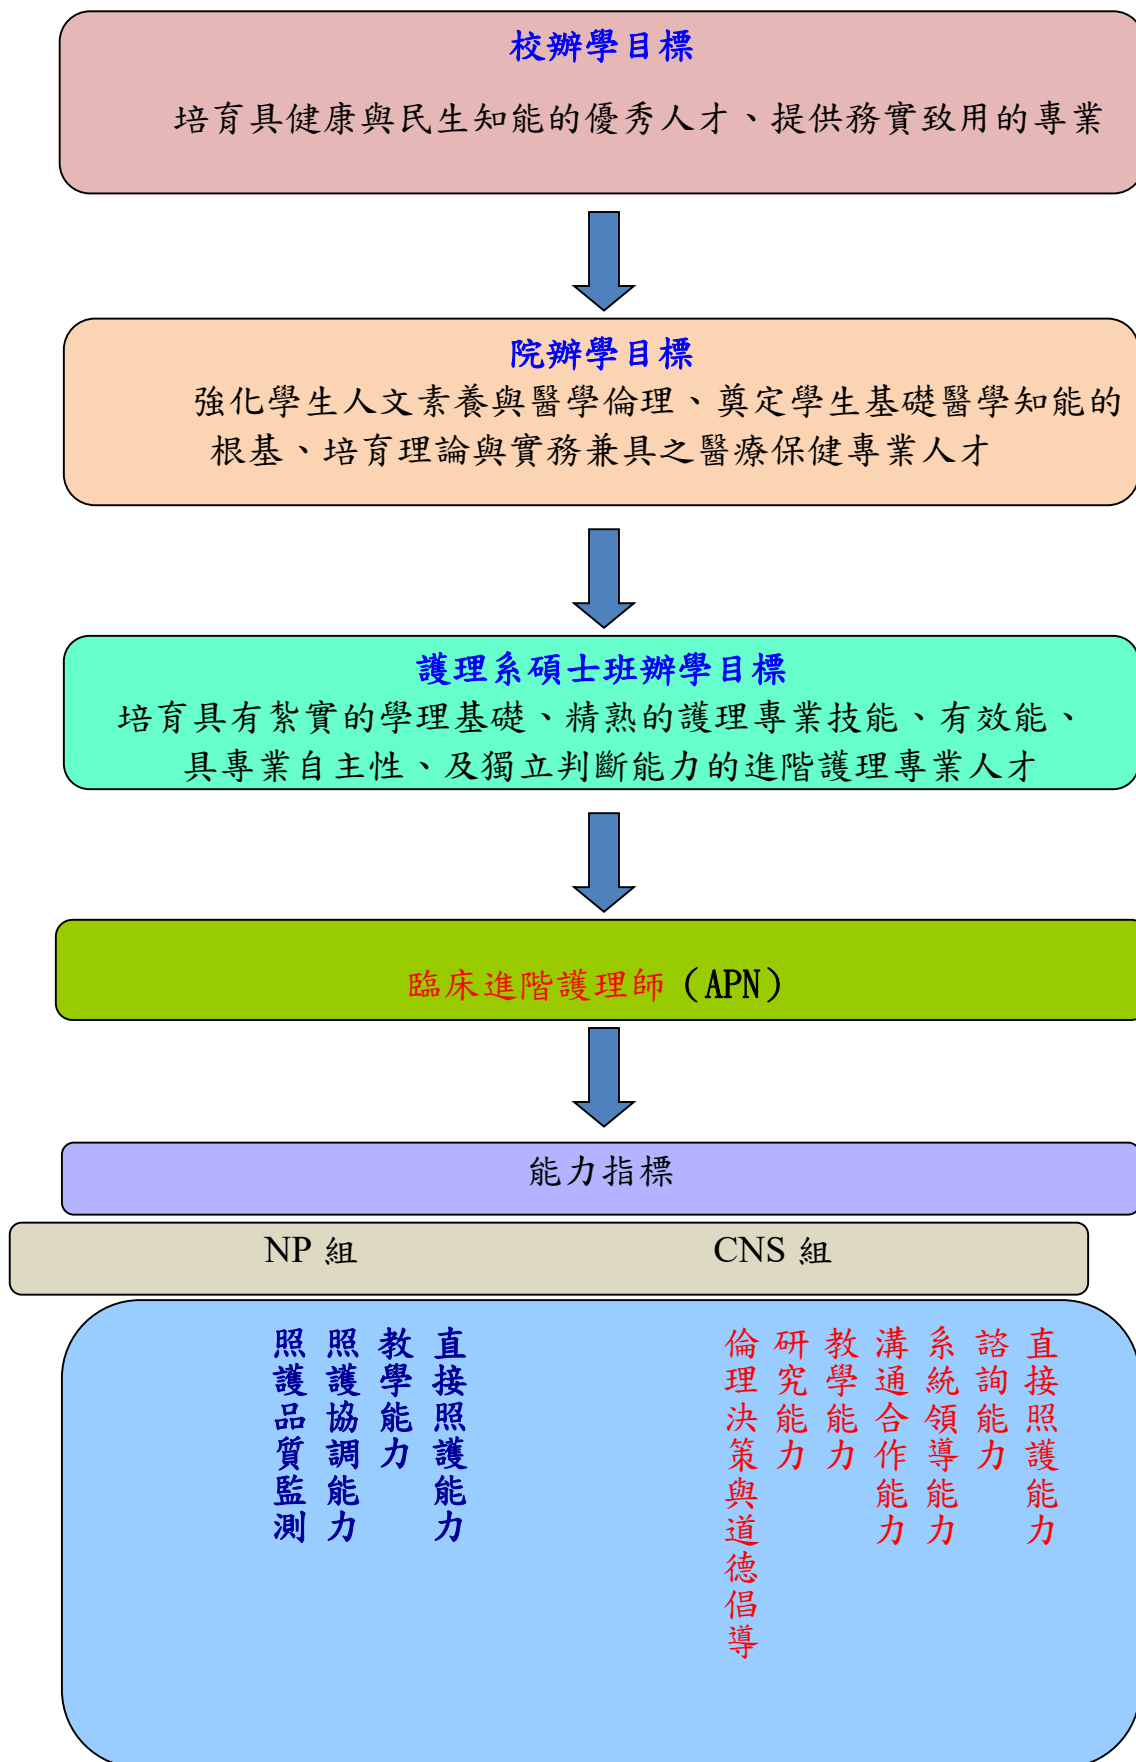 校辦學目標
培育具健康與民生知能的優秀人才、提供務實致用的專業
院辦學目標
強化學生人文素養與醫學倫理、奠定學生基礎醫學知能的
根基、培育理論與實務兼具之醫療保健專業人才
護理系碩士班辦學目標
培育具有紮實的學理基礎、精熟的護理專業技能、有效能、
具專業自主性、及獨立判斷能力的進階護理專業人才
臨床進階護理師（APN）
能力指標
NP 組
CNS 組
直接照護能力
教學能力
照護協調能力
照護品質監測
直接照護能力
諮詢能力
系統領導能力
溝通合作能力
教學能力
研究能力
倫理決策與道德倡導